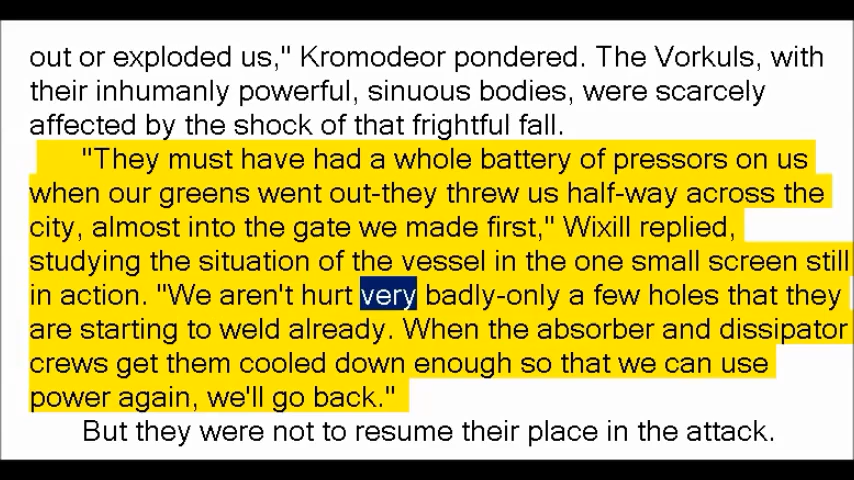 out or exploded us," Kromodeor pondered. The Vorkuls, with
their inhumanly powerful, sinuous bodies, were scarcely
affected by the shock of that frightful fall.
"They must have had a whole battery of pressors on us
when our greens went out-they threw us half-way across the
city, almost into the gate we made first," Wixill replied,
studying the situation of the vessel in the one small screen still
in action. "We aren't hurt very badly-only a few holes that they
are starting to weld already. When the absorber and dissipator
crews get them cooled down enough so that we can use
power again, we'll go back."
But they were not to resume their place in the attack.